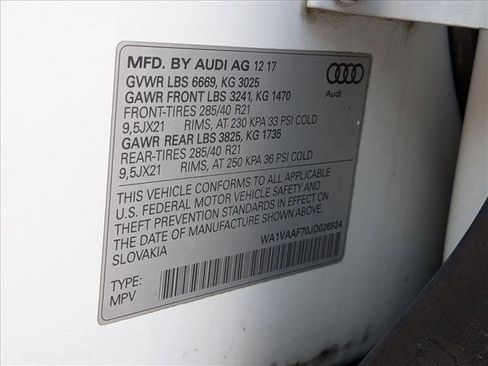 MFD. BY AUDI AG 12 17
GVWR LBS 6669, KG 3025
GAWR FRONT LBS 3241, KG 1470
FRONT-TIRES 285/40 R21
9,5JX21 RIMS, AT 230 KPA 33 PSI COLD
GAWR REAR LBS 3825, KG 1735
REAR-TIRES 285/40 R21
9,5JX21 RIMS, AT 250 KPA 36 PSI COLD
THIS VEHICLE CONFORMS TO ALL APPLICABLE
U.S. FEDERAL MOTOR VEHICLE SAFETY AND
THEFT PREVENTION STANDARDS IN EFFECT ON
THE DATE OF MANUFACTURE SHOWN ABOVE.
SLOVAKIA
WA1VAAF70JD026924
TYPE:
MPV
Audi